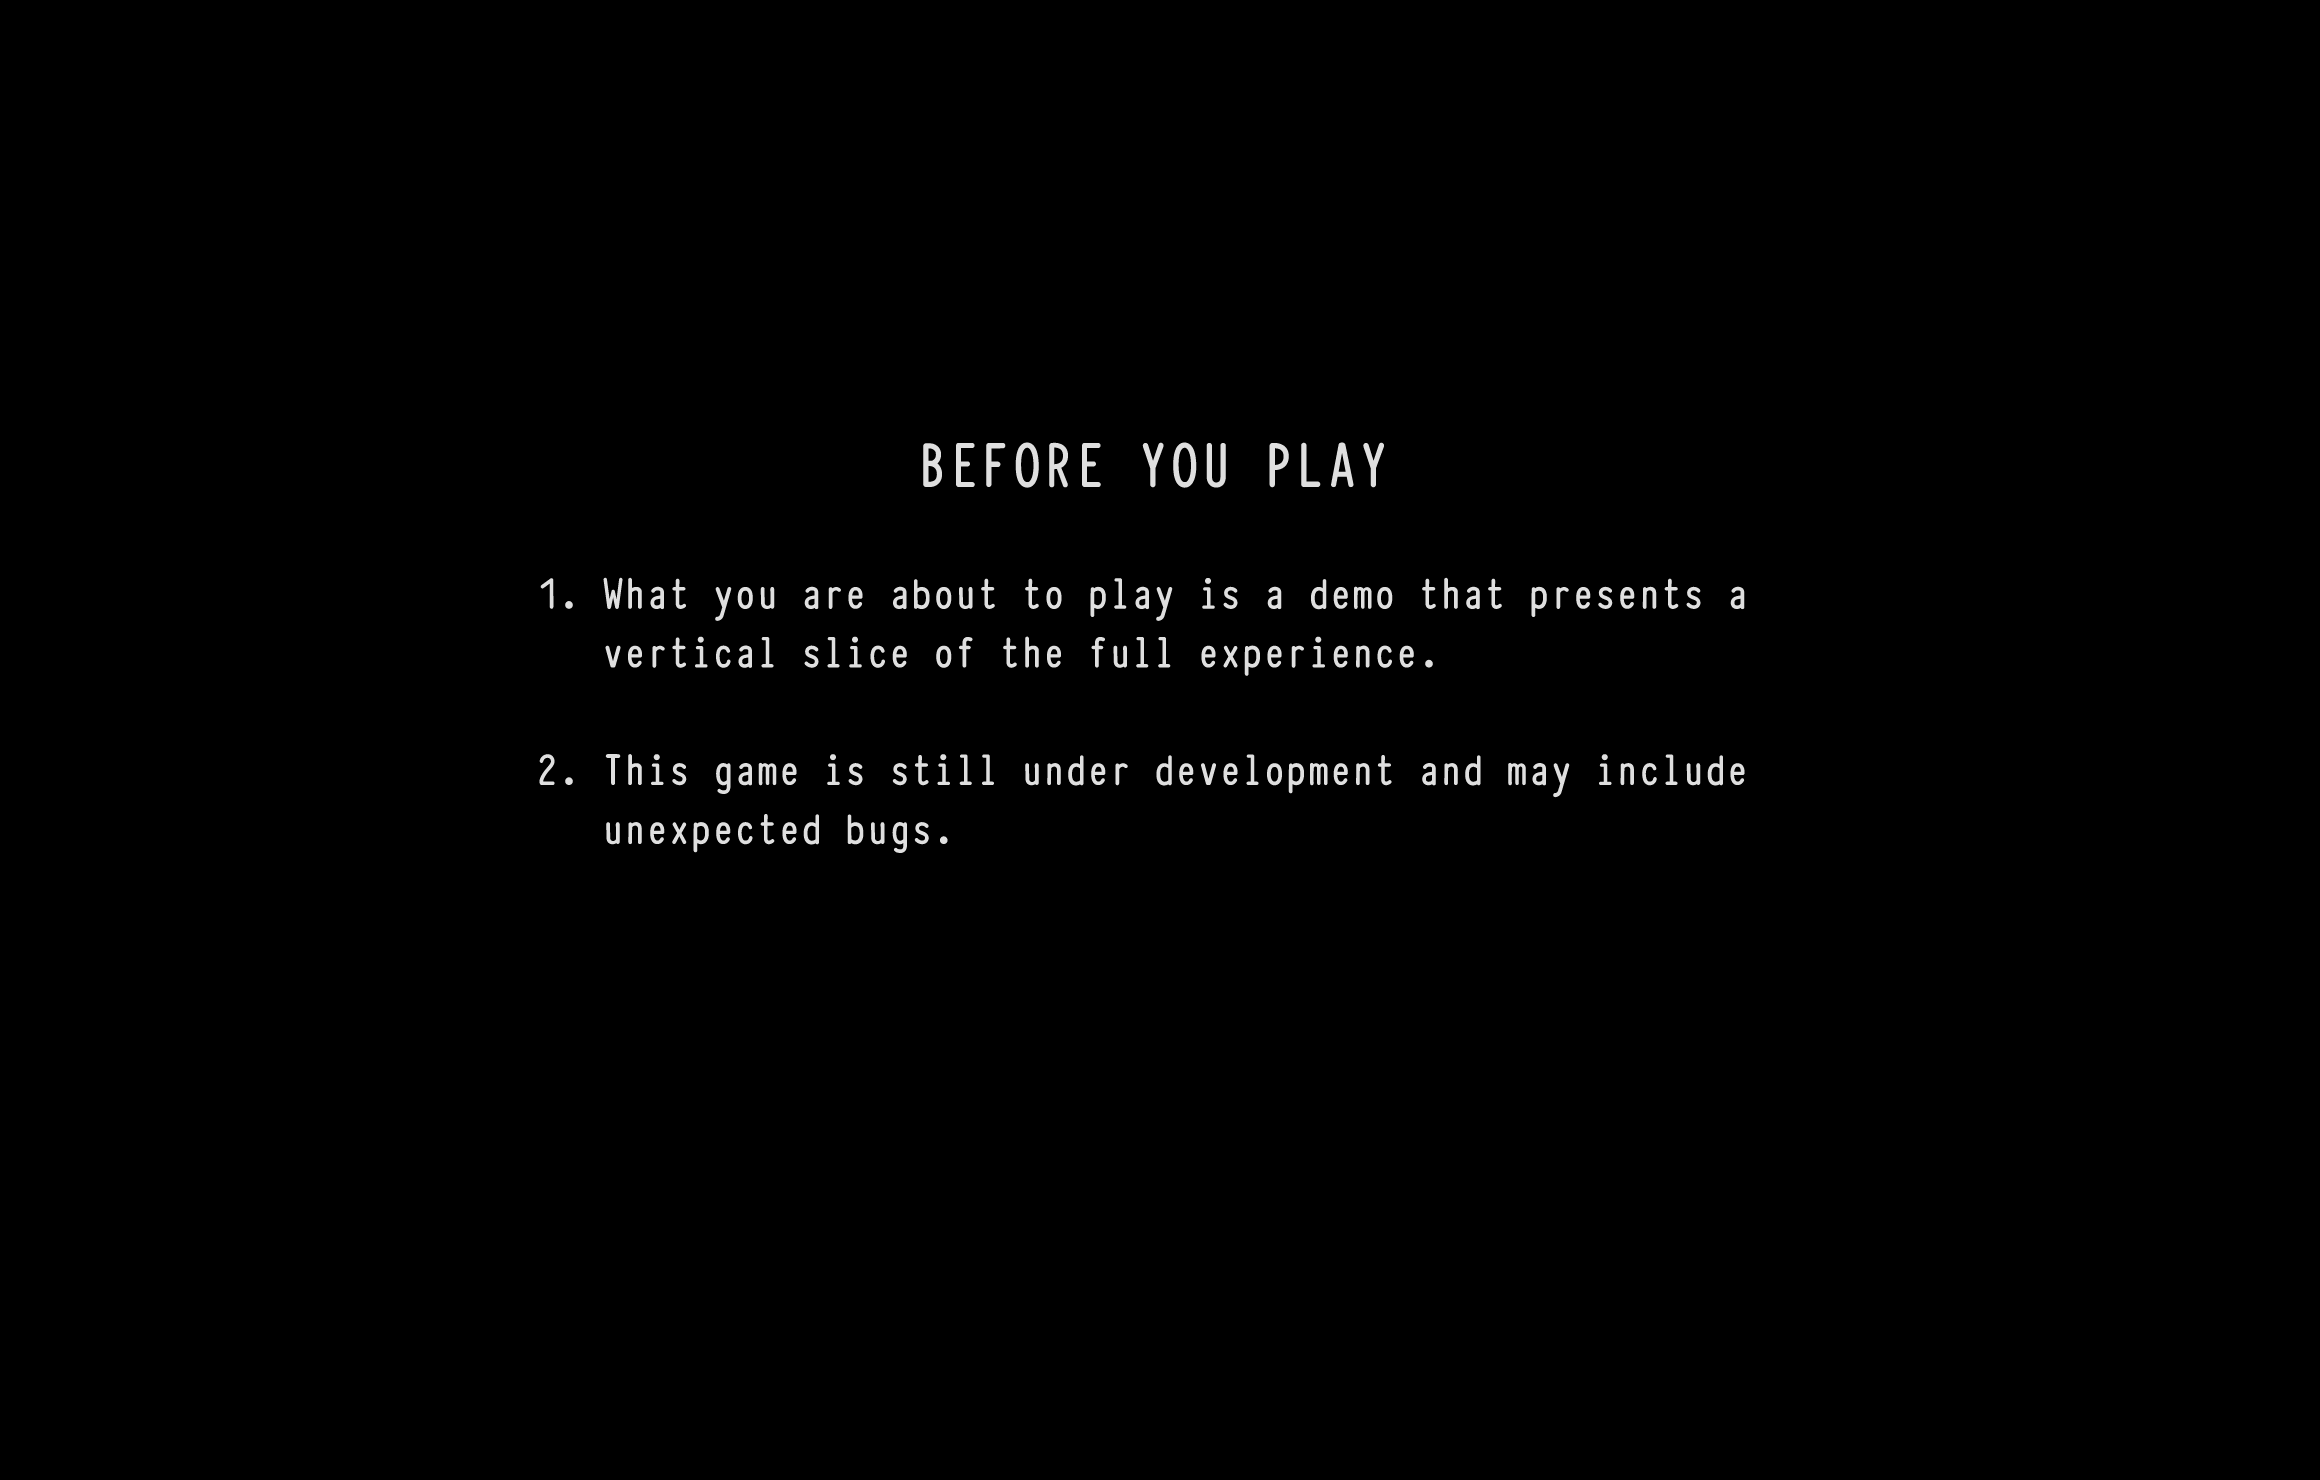 BEFORE YOU PLAY
1. What you are about to play is a demo that presents a
vertical slice of the full experience.
2. This game is still under development and may include
unexpected bugs.